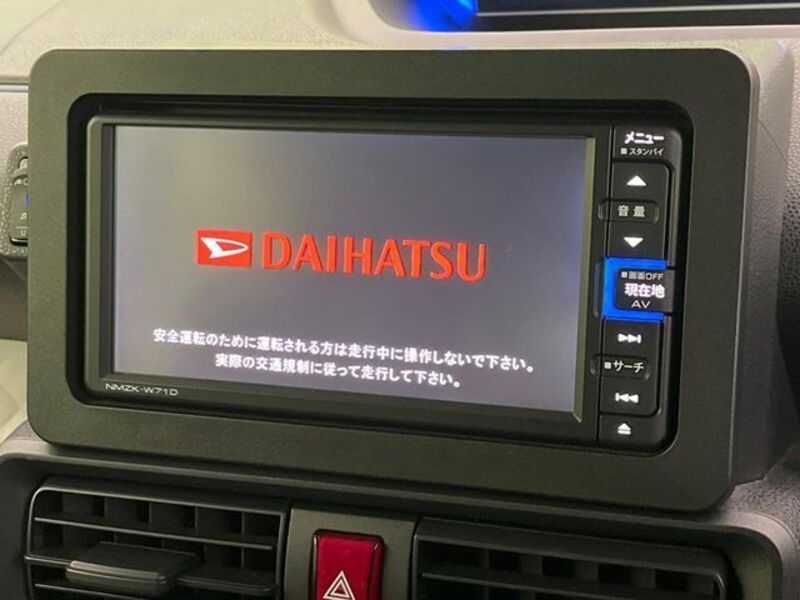 DAIHATSU
安全運転のために運転される方は走行中に操作しないで下さい。
実際の交通規制に従って走行して下さい。
NMZK-W71D
メニュー
スタンバイ
音量
画面OFF
現在地
AV
サーチ